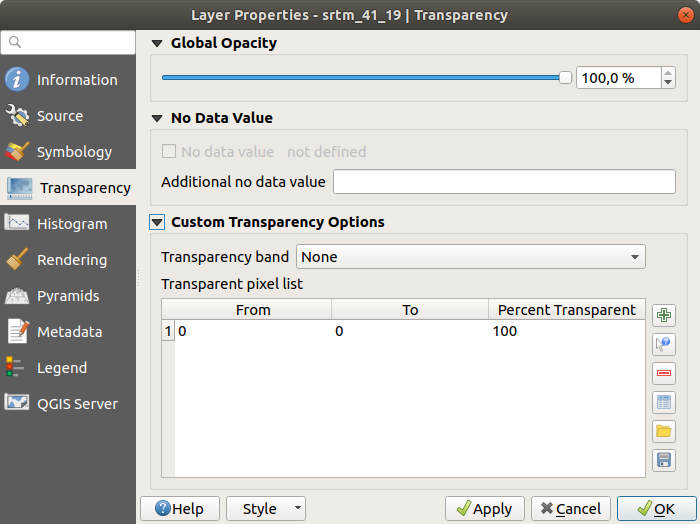 Layer Properties - srtm_41_19 | Transparency
Information
Source
Symbology
Transparency
Histogram
Rendering
Pyramids
Metadata
Legend
QGIS Server
Global Opacity
100,0 %
No Data Value
No data value not defined
Additional no data value
Custom Transparency Options
Transparency band None
Transparent pixel list
From To Percent Transparent
1 0 0 100
Help Style Apply Cancel OK